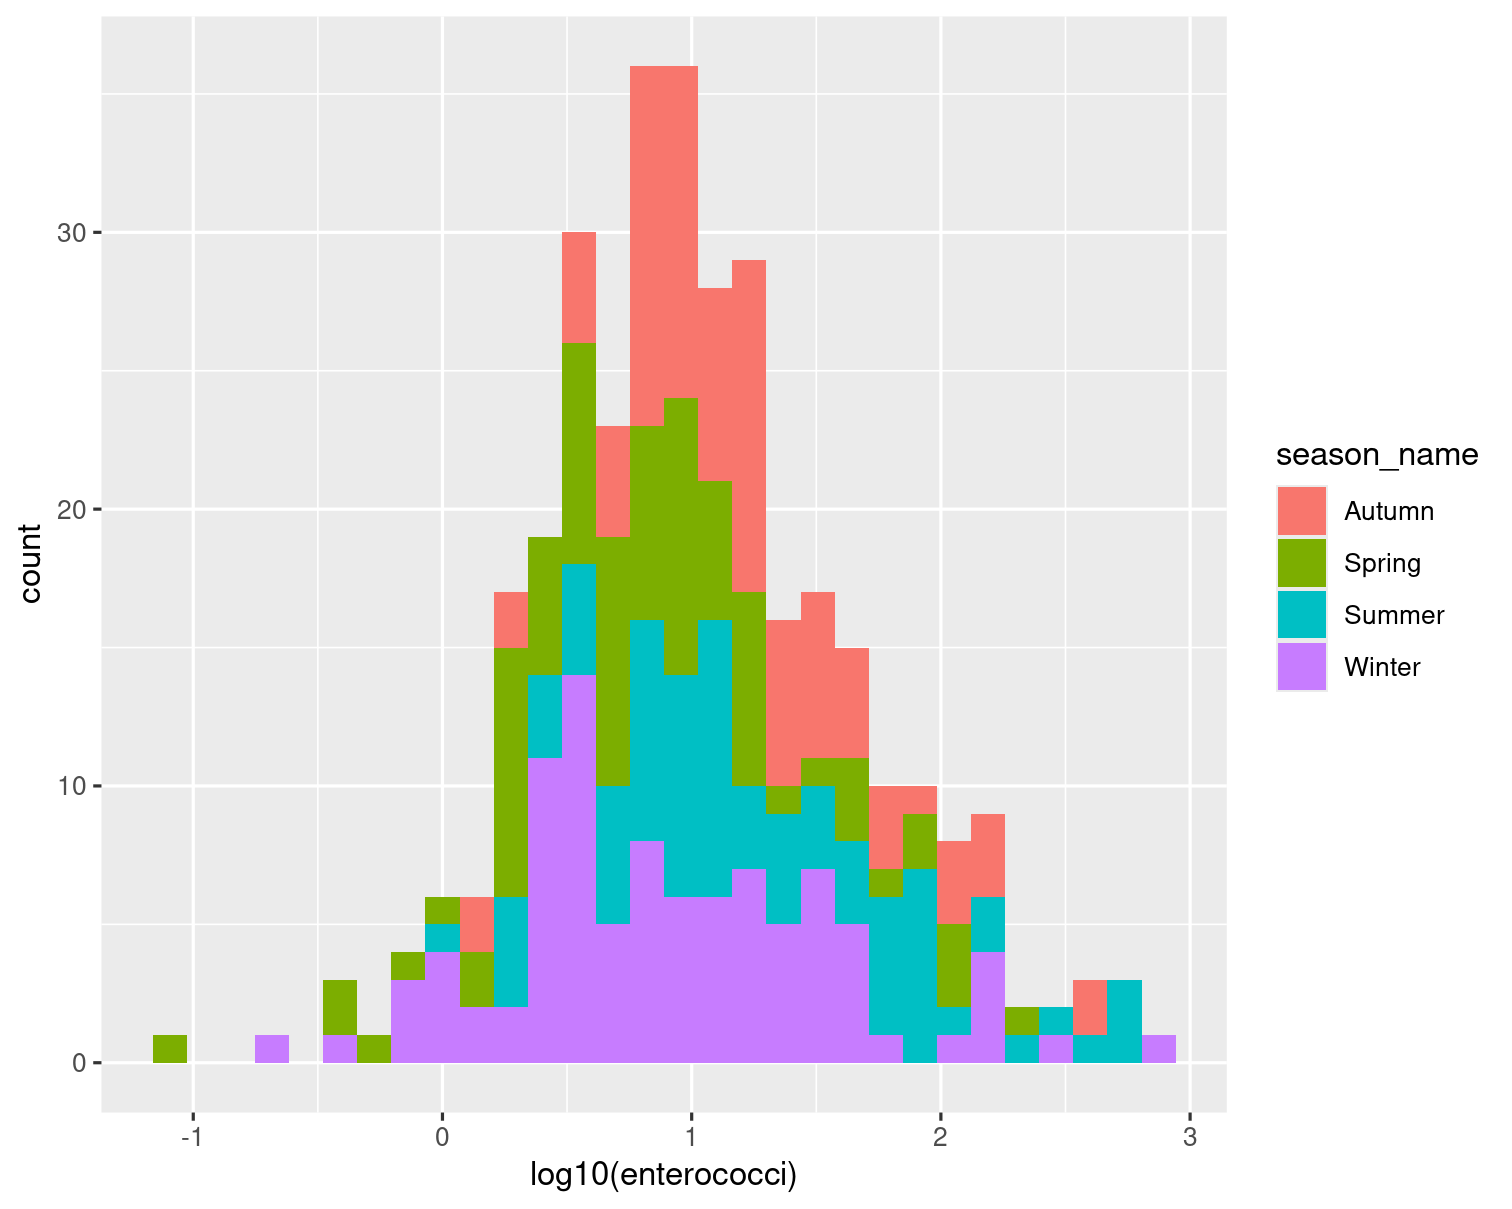 30
20
10
0
count
-1
0
1
2
3
log10(enterococci)
season_name
Autumn
Spring
Summer
Winter